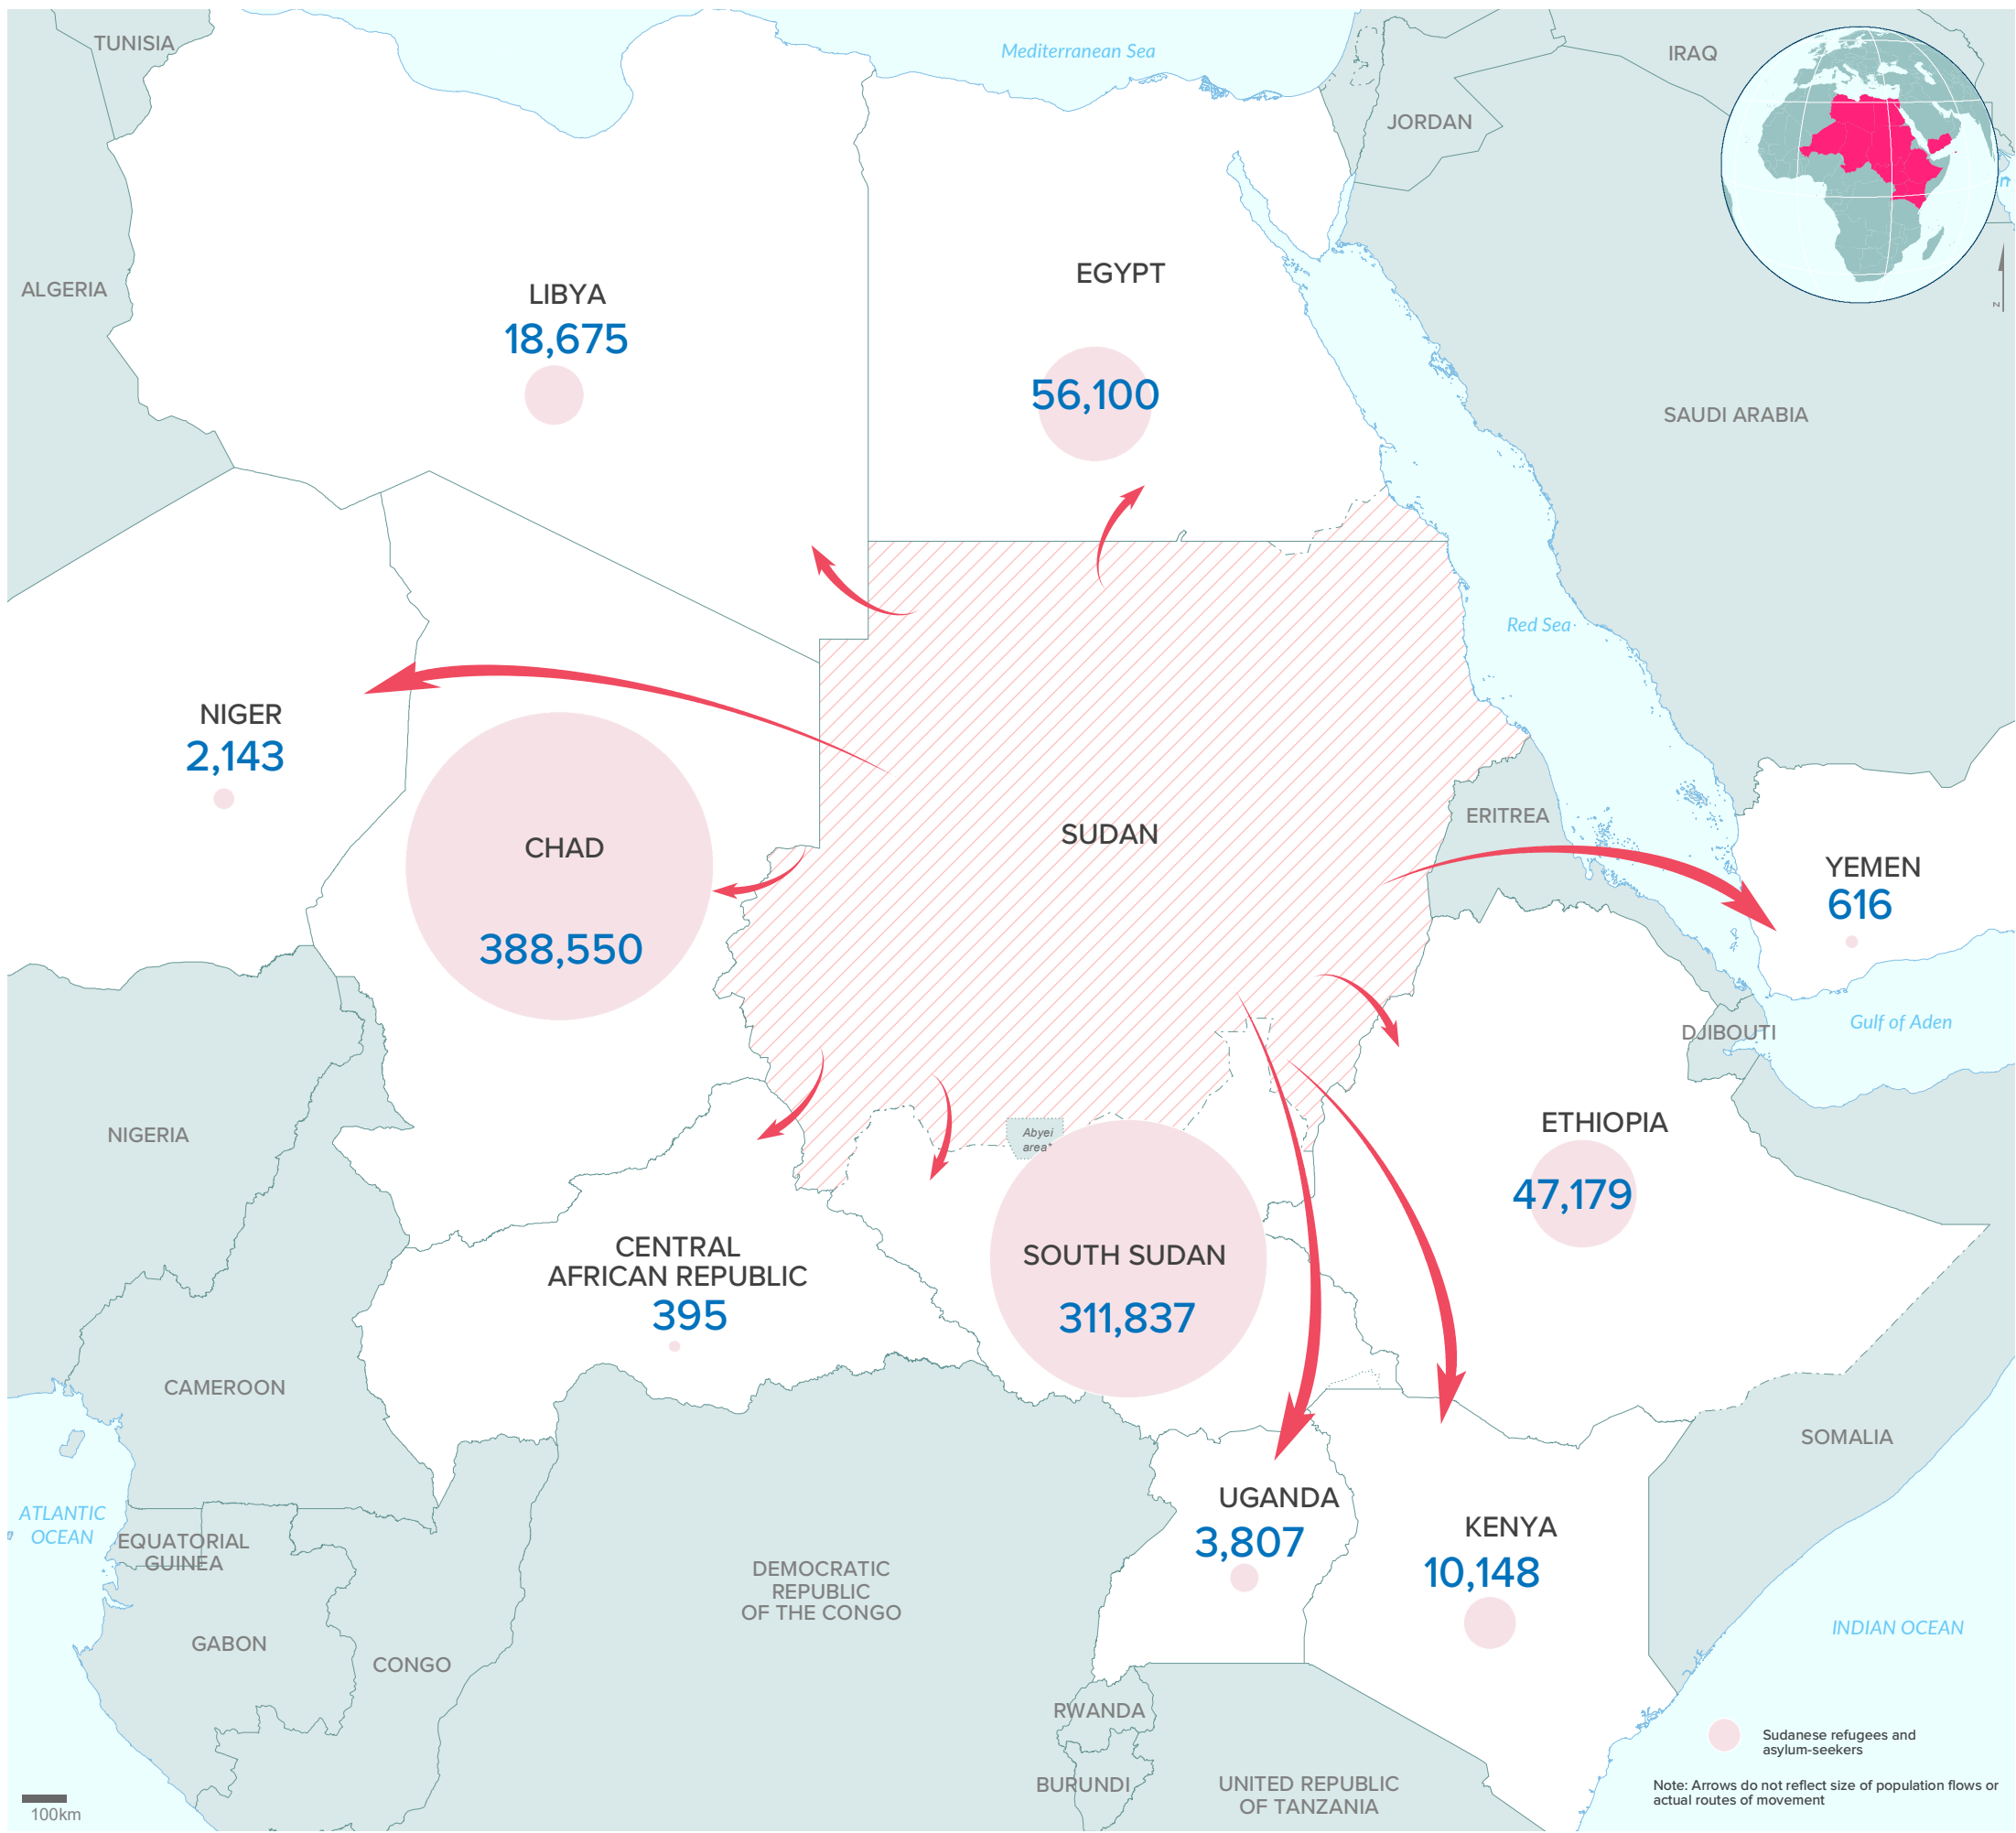 TUNISIA
Mediterranean Sea
IRAQ
JORDAN
ALGERIA
LIBYA
18,675
EGYPT
56,100
N
SAUDI ARABIA
Red Sea
NIGER
2,143
CHAD
388,550
SUDAN
ERITREA
YEMEN
616
Gulf of Aden
DJIBOUTI
NIGERIA
Abyei
area*
ETHIOPIA
47,179
CENTRAL
AFRICAN REPUBLIC
395
SOUTH SUDAN
311,837
CAMEROON
SOMALIA
ATLANTIC
OCEAN
EQUATORIAL
GUINEA
UGANDA
3,807
KENYA
10,148
DEMOCRATIC
REPUBLIC
OF THE CONGO
GABON
CONGO
INDIAN OCEAN
RWANDA
BURUNDI
UNITED REPUBLIC
OF TANZANIA
Sudanese refugees and
asylum-seekers
Note: Arrows do not reflect size of population flows or
actual routes of movement
100km